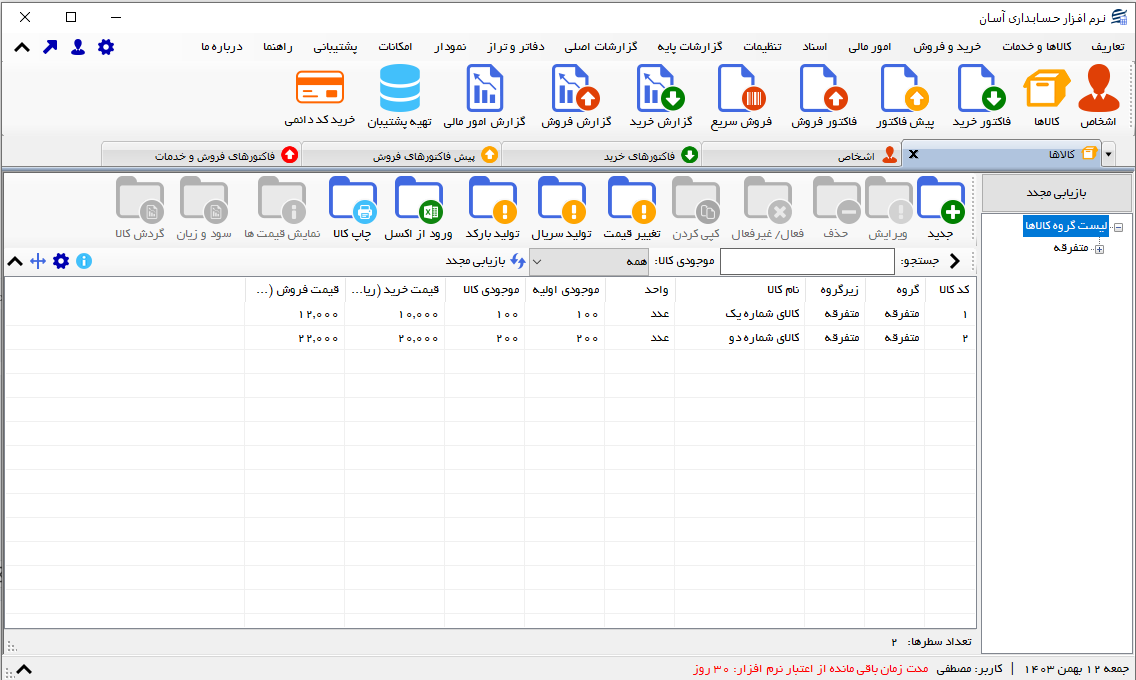 نرم افزار حسابداری آسان
تعاریف کالاها و خدمات خرید و فروش امور مالی اسناد تنظیمات گزارشات پایه گزارشات اصلی دفاتر و تراز نمودار امکانات پشتیبانی راهنما درباره ما
اشخاص کالاها فاکتور خرید پیش فاکتور فاکتور فروش فروش سریع گزارش خرید گزارش فروش گزارش امور مالی تهیه پشتیبان خرید کد دائمی
کالاها اشخاص فاکتورهای خرید پیش فاکتورهای فروش فاکتورهای فروش و خدمات
بازیابی مجدد
لیست گروه کالاها
متفرقه
جدید ویرایش حذف فعال/ غیرفعال کپی کردن تغییر قیمت تولید سریال تولید بارکد ورود از اکسل چاپ کالا نمایش قیمت ها سود و زیان گردش کالا
جستجو: موجودی کالا: همه بازیابی مجدد
کد کالا گروه زیرگروه نام کالا واحد موجودی اولیه موجودی کالا قیمت خرید (ریا... قیمت فروش (...
۱ متفرقه متفرقه کالای شماره یک عدد ۱۰۰ ۱۰۰ ۱۰,۰۰۰ ۱۲,۰۰۰
۲ متفرقه متفرقه کالای شماره دو عدد ۲۰۰ ۲۰۰ ۲۰,۰۰۰ ۲۲,۰۰۰
تعداد سطرها: ۲
جمعه ۱۲ بهمن ۱۴۰۳ | کاربر: مصطفی مدت زمان باقی مانده از اعتبار نرم افزار: ۳۰ روز